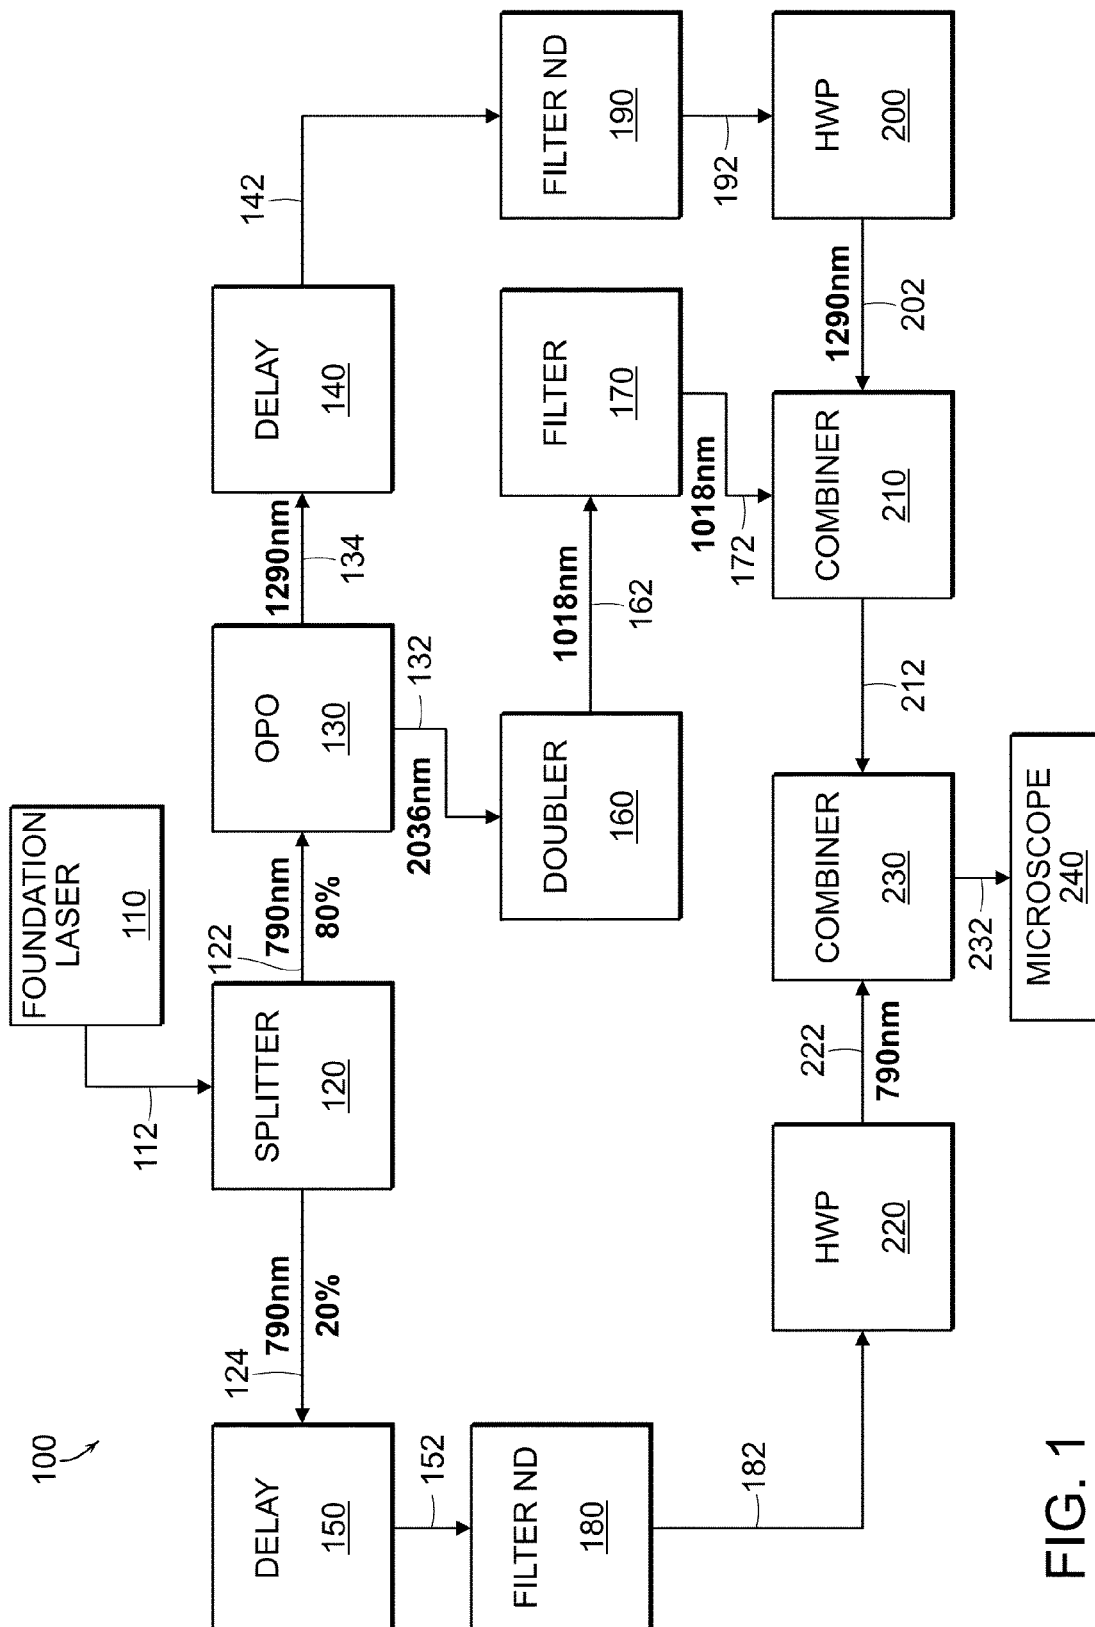 100
FOUNDATION
LASER
110
112
SPLITTER
120
122
790nm
80%
124
790nm
20%
OPO
130
1290nm
134
DELAY
140
142
2036nm
132
DELAY
150
152
DOUBLER
160
1018nm
162
FILTER
170
1018nm
172
FILTER ND
180
182
FILTER ND
190
192
HWP
200
1290nm
202
COMBINER
210
212
HWP
220
222
790nm
COMBINER
230
232
MICROSCOPE
240
FIG. 1